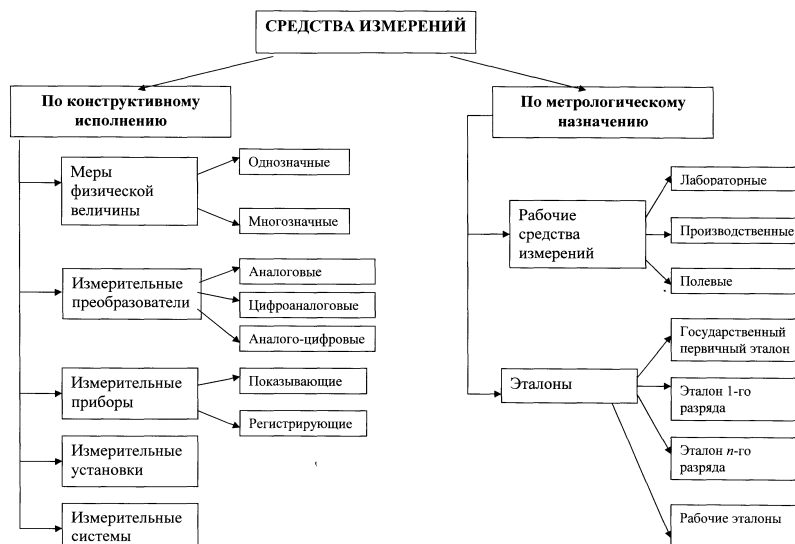 СРЕДСТВА ИЗМЕРЕНИЙ
По конструктивному
исполнению
Меры
физической
величины
Однозначные
Многозначные
Измерительные
преобразователи
Аналоговые
Цифроаналоговые
Аналого-цифровые
Измерительные
приборы
Показывающие
Регистрирующие
Измерительные
установки
Измерительные
системы
По метрологическому
назначению
Рабочие
средства
измерений
Лабораторные
Производственные
Полевые
Эталоны
Государственный
первичный эталон
Эталон 1-го
разряда
Эталон n-го
разряда
Рабочие эталоны